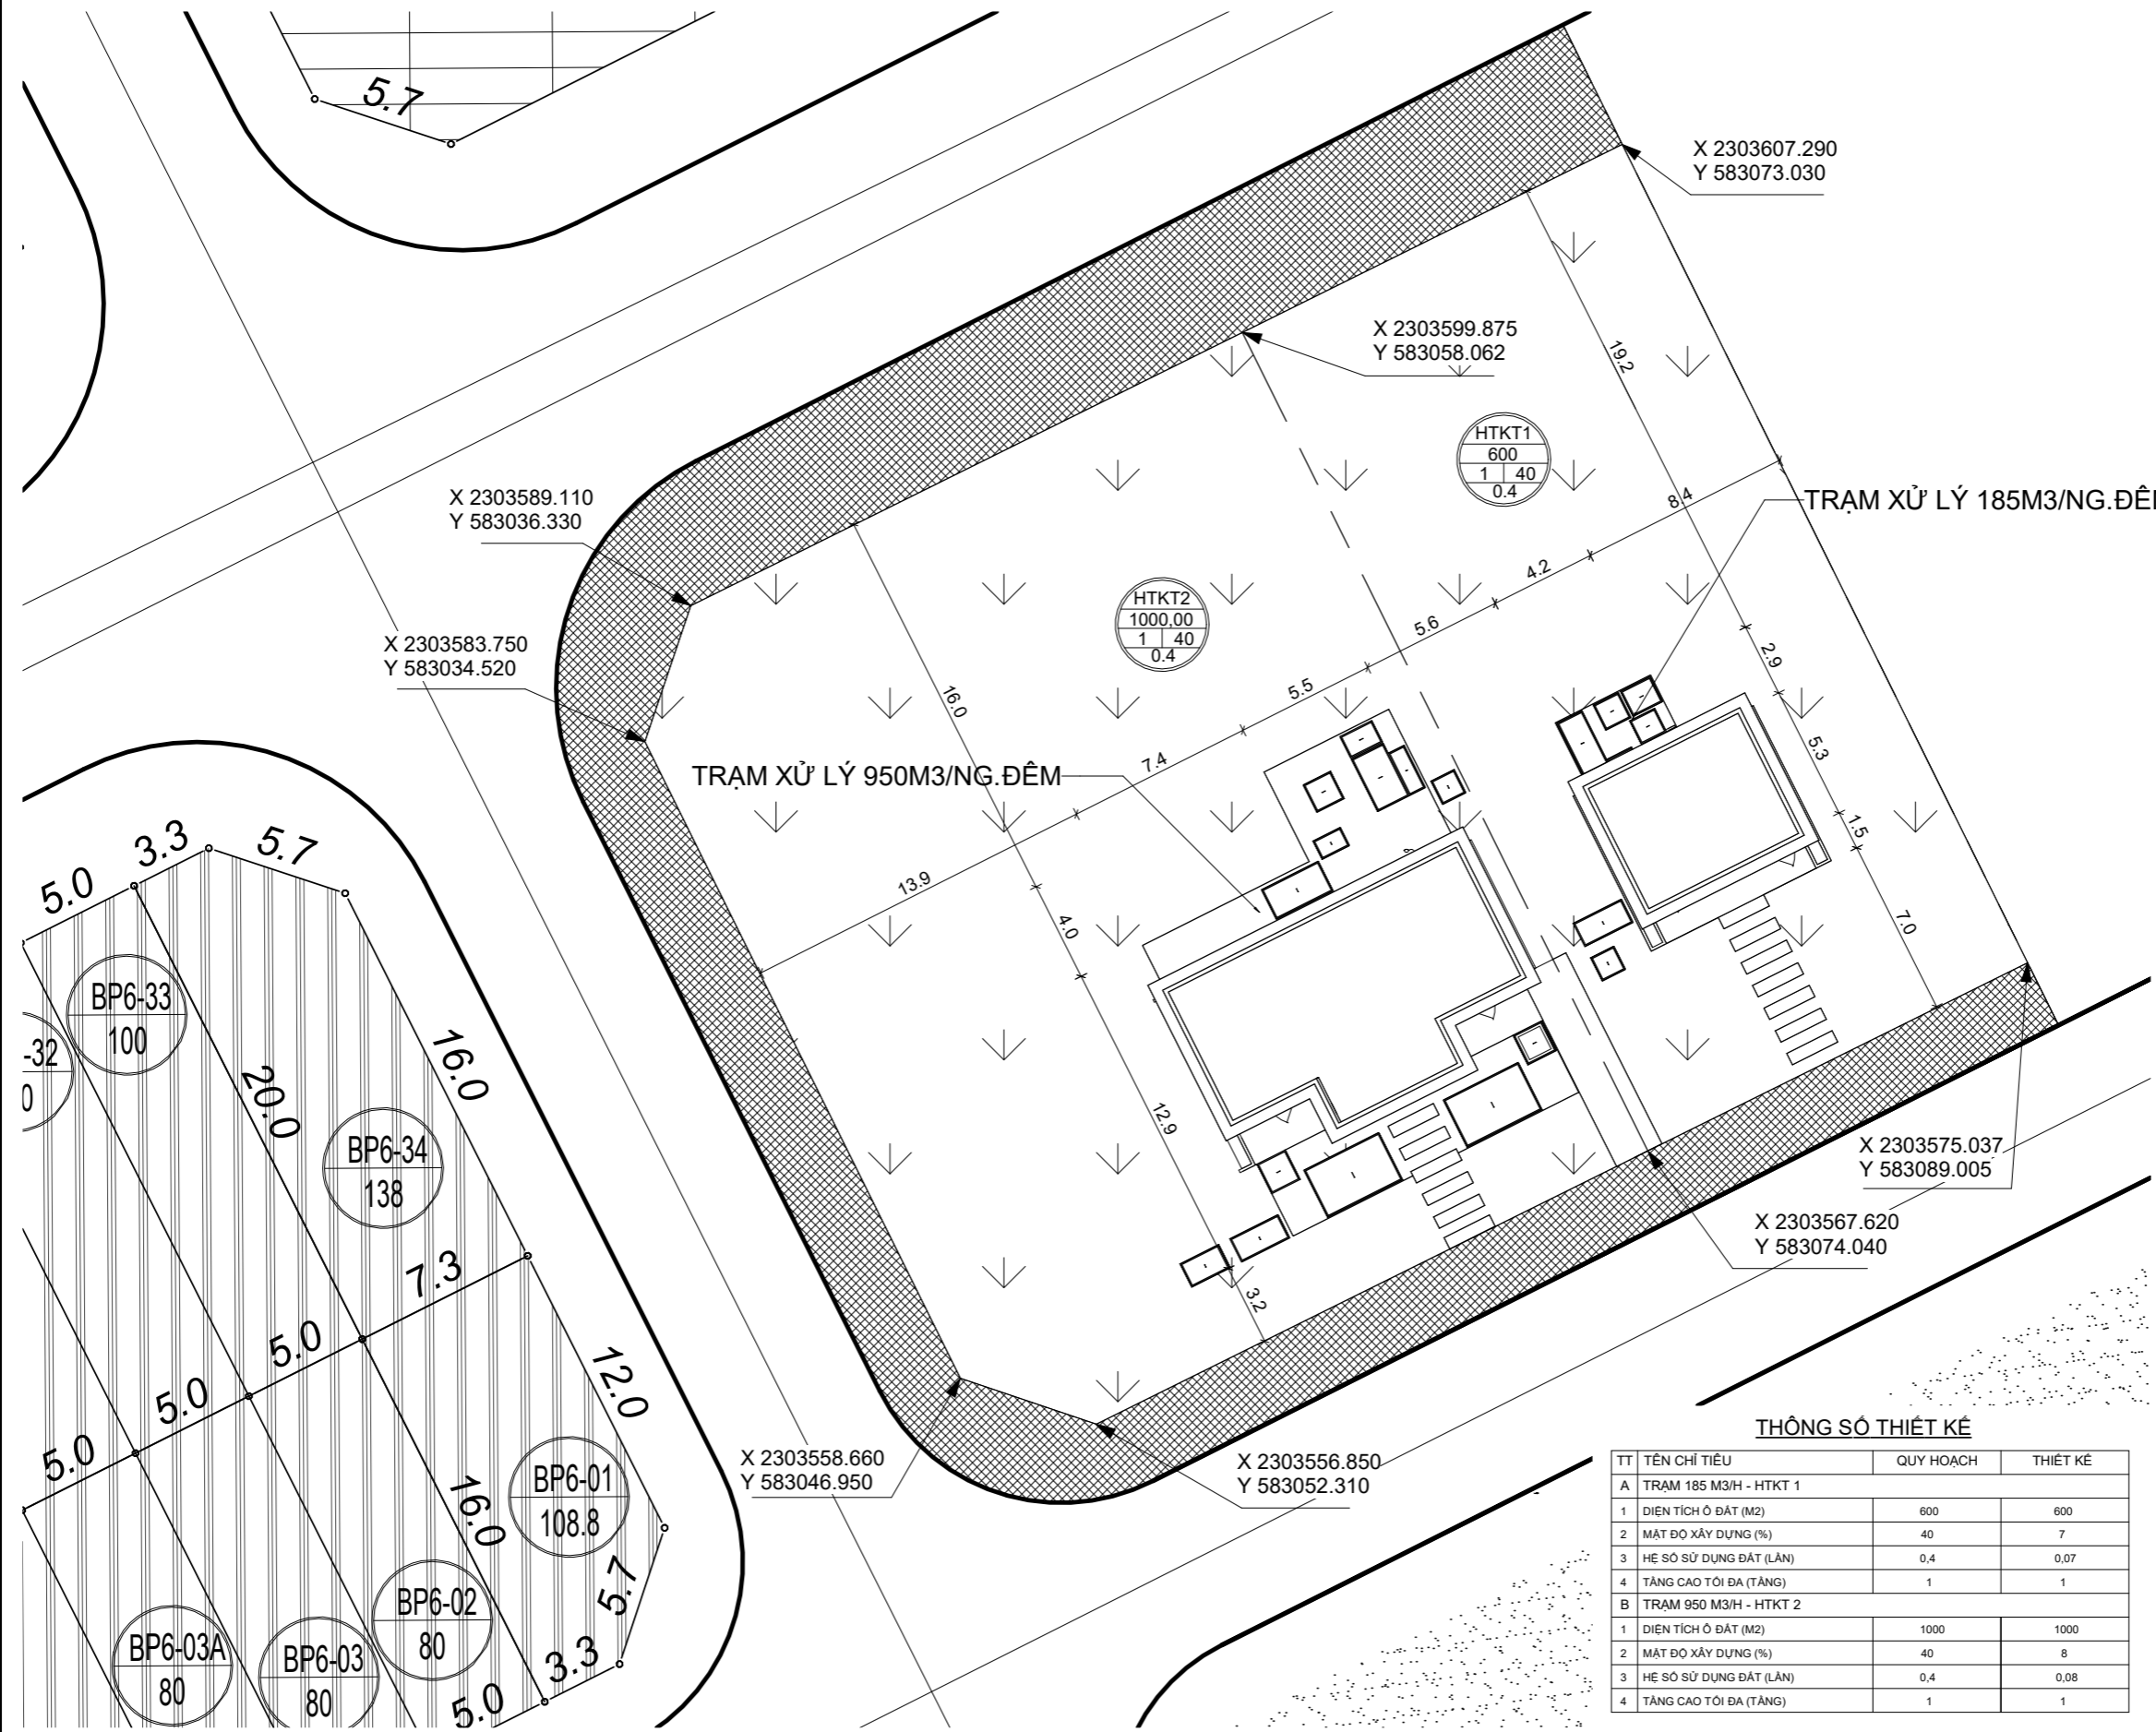 5.7
X 2303607.290
Y 583073.030
X 2303599.875
Y 583058.062
19.2
HTKT1
600
1 40
0.4
8.4
TRẠM XỬ LÝ 185M3/NG.ĐÊ
X 2303589.110
Y 583036.330
4.2
HTKT2
1000,00
1 40
0.4
5.6
X 2303583.750
Y 583034.520
2.9
5.5
16.0
5.3
7.4
TRẠM XỬ LÝ 950M3/NG.ĐÊM
1.5
3.3
5.7
5.0
13.9
4.0
7.0
BP6-33
100
-32
0
16.0
20.0
12.9
BP6-34
138
X 2303575.037
Y 583089.005
X 2303567.620
Y 583074.040
7.3
3.2
5.0
12.0
5.0
5.0
X 2303558.660
Y 583046.950
X 2303556.850
Y 583052.310
BP6-01
108.8
16.0
5.7
BP6-02
80
BP6-03A
80
BP6-03
80
3.3
5.0
THÔNG SỐ THIẾT KẾ
TT TÊN CHỈ TIÊU QUY HOẠCH THIẾT KẾ
A TRẠM 185 M3/H - HTKT 1
1 DIỆN TÍCH Ô ĐẤT (M2) 600 600
2 MẬT ĐỘ XÂY DỰNG (%) 40 7
3 HỆ SỐ SỬ DỤNG ĐẤT (LẦN) 0,4 0,07
4 TẦNG CAO TỐI ĐA (TẦNG) 1 1
B TRẠM 950 M3/H - HTKT 2
1 DIỆN TÍCH Ô ĐẤT (M2) 1000 1000
2 MẬT ĐỘ XÂY DỰNG (%) 40 8
3 HỆ SỐ SỬ DỤNG ĐẤT (LẦN) 0,4 0,08
4 TẦNG CAO TỐI ĐA (TẦNG) 1 1